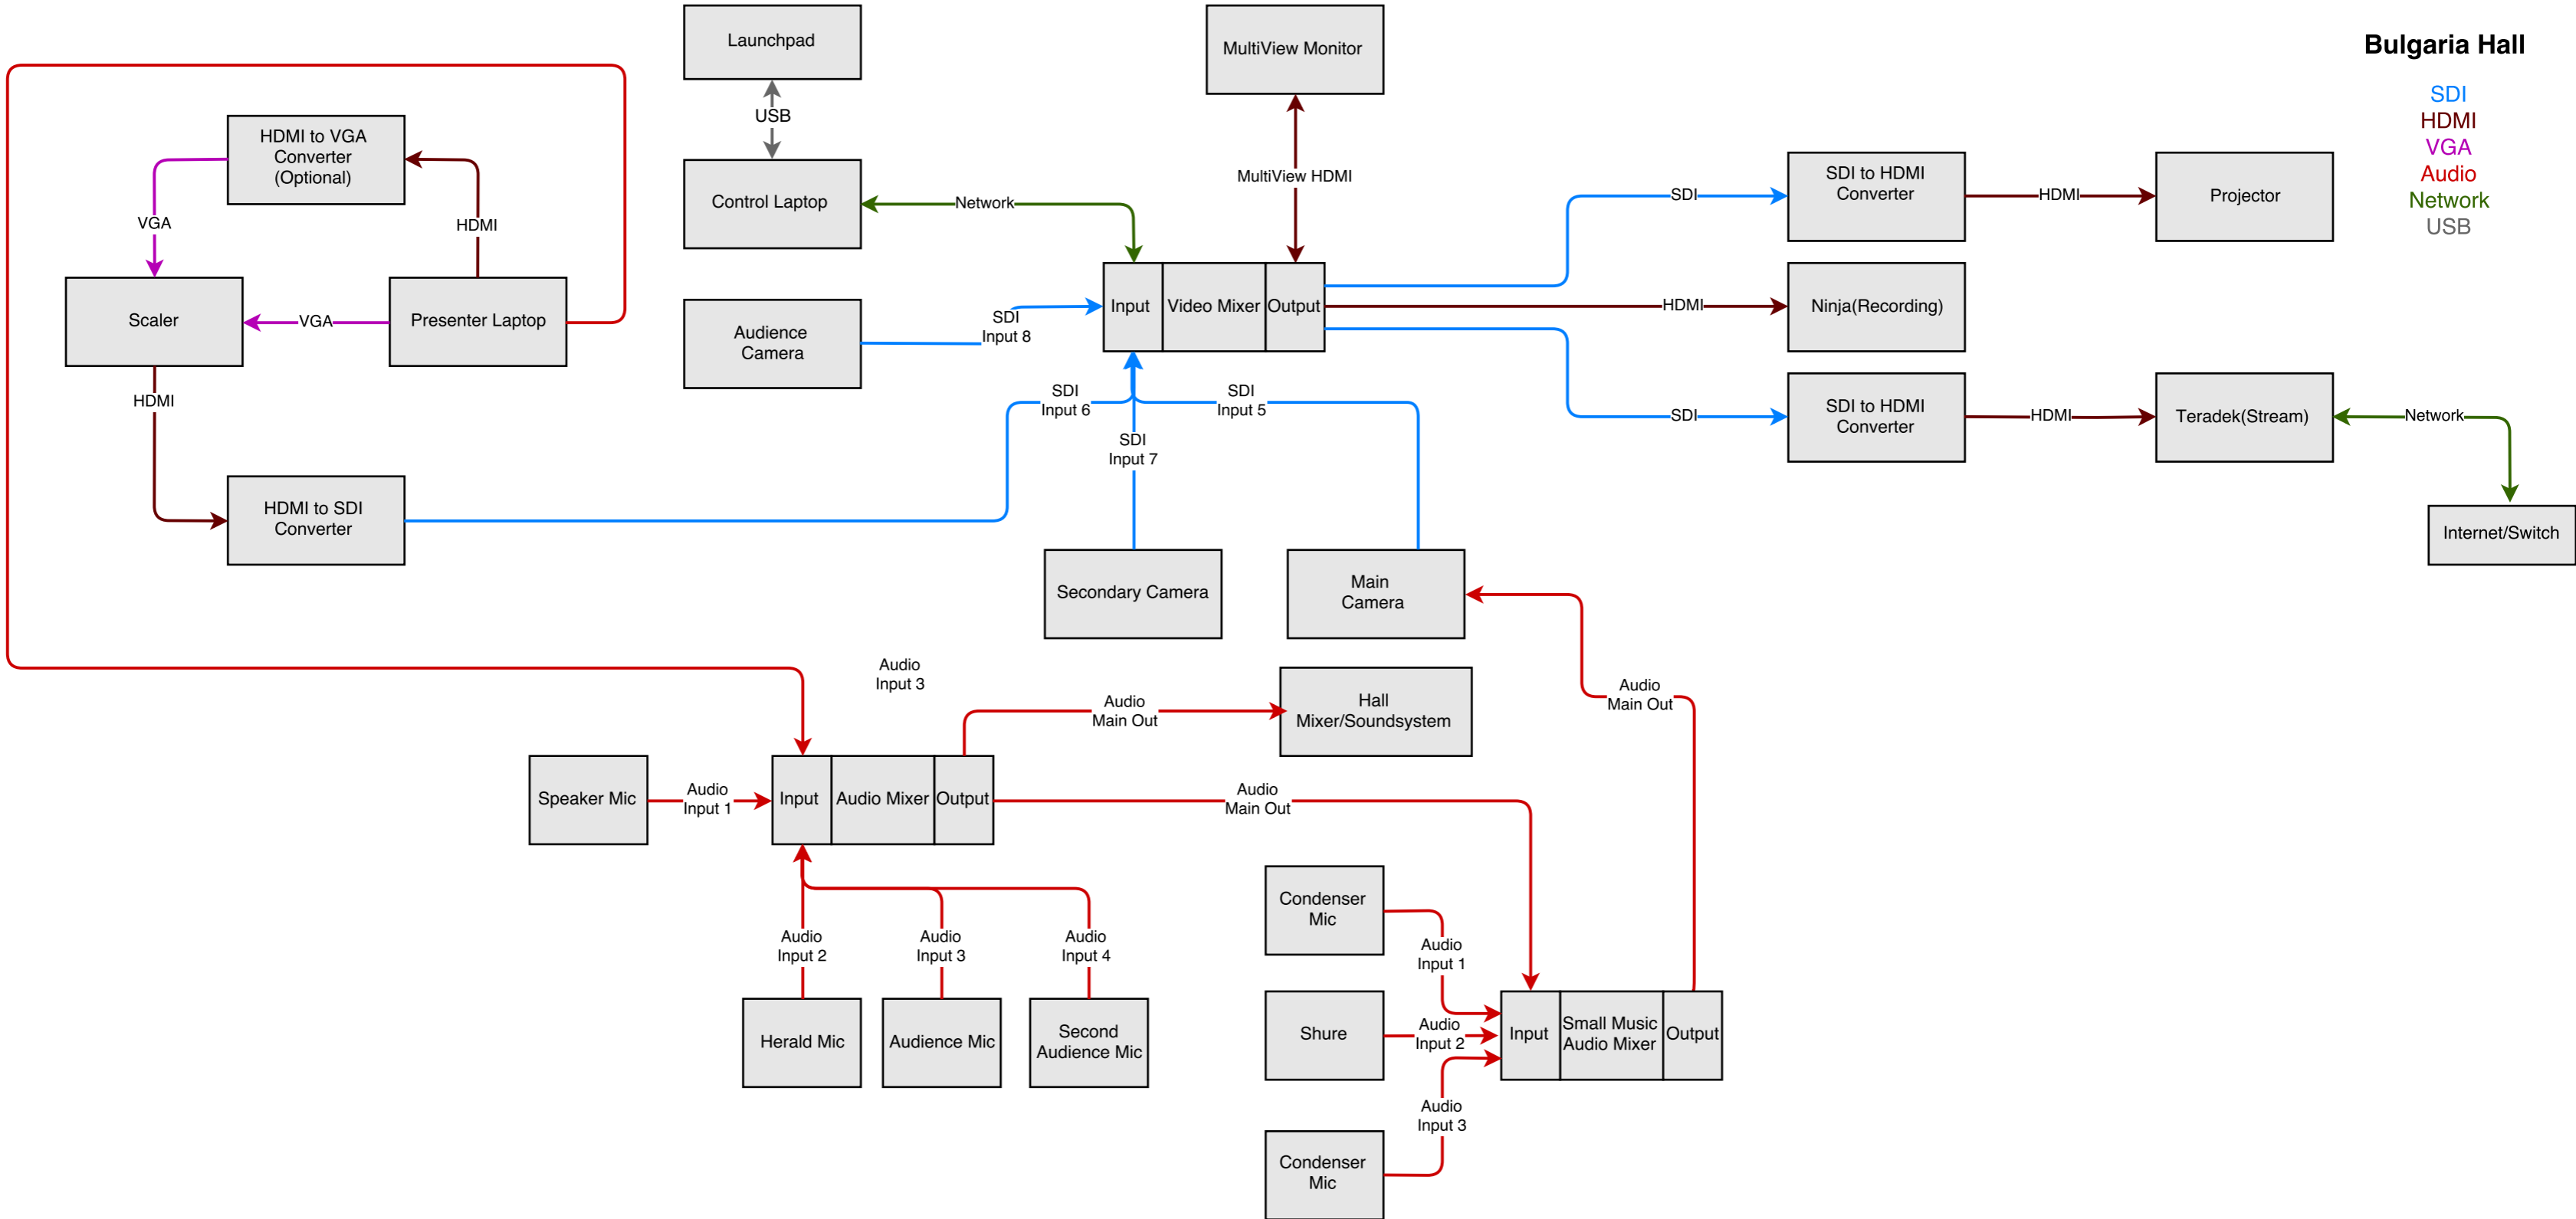 Launchpad
MultiView Monitor
Bulgaria Hall
SDI
HDMI
VGA
Audio
Network
USB
USB
HDMI to VGA
Converter
(Optional)
VGA
HDMI
Control Laptop
Network
MultiView HDMI
SDI
SDI to HDMI
Converter
HDMI
Projector
Scaler
VGA
Presenter Laptop
Audience
Camera
SDI
Input 8
Input
Video Mixer
Output
HDMI
Ninja(Recording)
HDMI
SDI
Input 6
SDI
Input 5
SDI
Input 7
SDI
SDI to HDMI
Converter
HDMI
Teradek(Stream)
Network
Internet/Switch
HDMI to SDI
Converter
Secondary Camera
Main
Camera
Audio
Input 3
Audio
Main Out
Hall
Mixer/Soundsystem
Audio
Main Out
Speaker Mic
Audio
Input 1
Input
Audio Mixer
Output
Audio
Main Out
Audio
Input 2
Audio
Input 3
Audio
Input 4
Herald Mic
Audience Mic
Second
Audience Mic
Condenser
Mic
Audio
Input 1
Shure
Audio
Input 2
Input
Small Music
Audio Mixer
Output
Audio
Input 3
Condenser
Mic